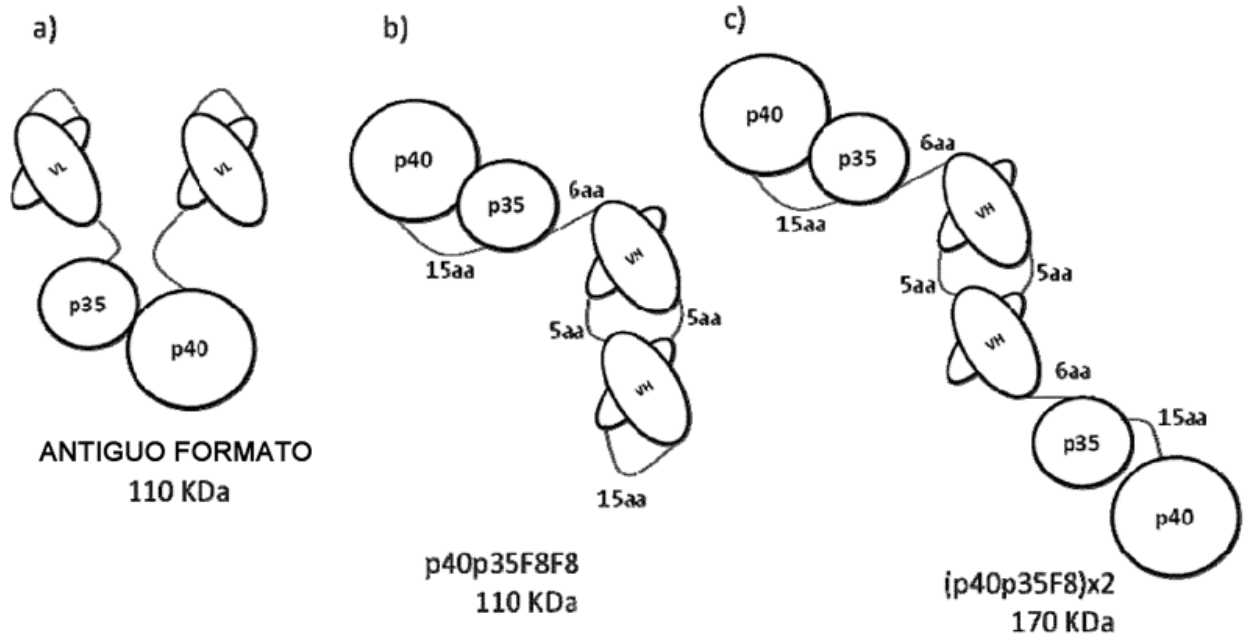 a)
VL
VL
p35
p40
ANTIGUO FORMATO
110 KDa
b)
p40
p35
6aa
15aa
VH
5aa
5aa
VH
15aa
p40p35F8F8
110 KDa
c)
p40
p35
6aa
15aa
VH
5aa
5aa
VH
6aa
p35
15aa
p40
(p40p35F8)x2
170 KDa